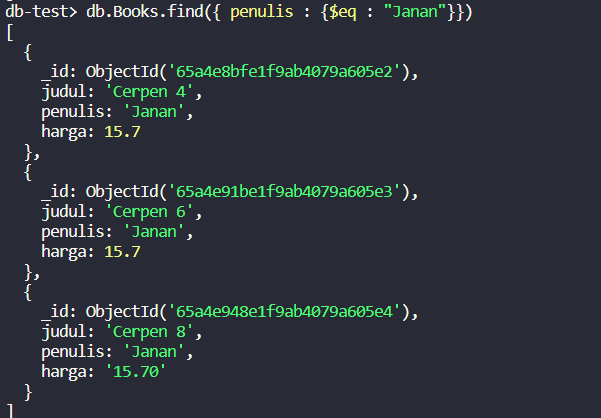 db-test> db.Books.find({ penulis : {$eq : "Janan"}})
[
  {
    _id: ObjectId('65a4e8bfe1f9ab4079a605e2'),
    judul: 'Cerpen 4',
    penulis: 'Janan',
    harga: 15.7
  },
  {
    _id: ObjectId('65a4e91be1f9ab4079a605e3'),
    judul: 'Cerpen 6',
    penulis: 'Janan',
    harga: 15.7
  },
  {
    _id: ObjectId('65a4e948e1f9ab4079a605e4'),
    judul: 'Cerpen 8',
    penulis: 'Janan',
    harga: '15.70'
  }
]